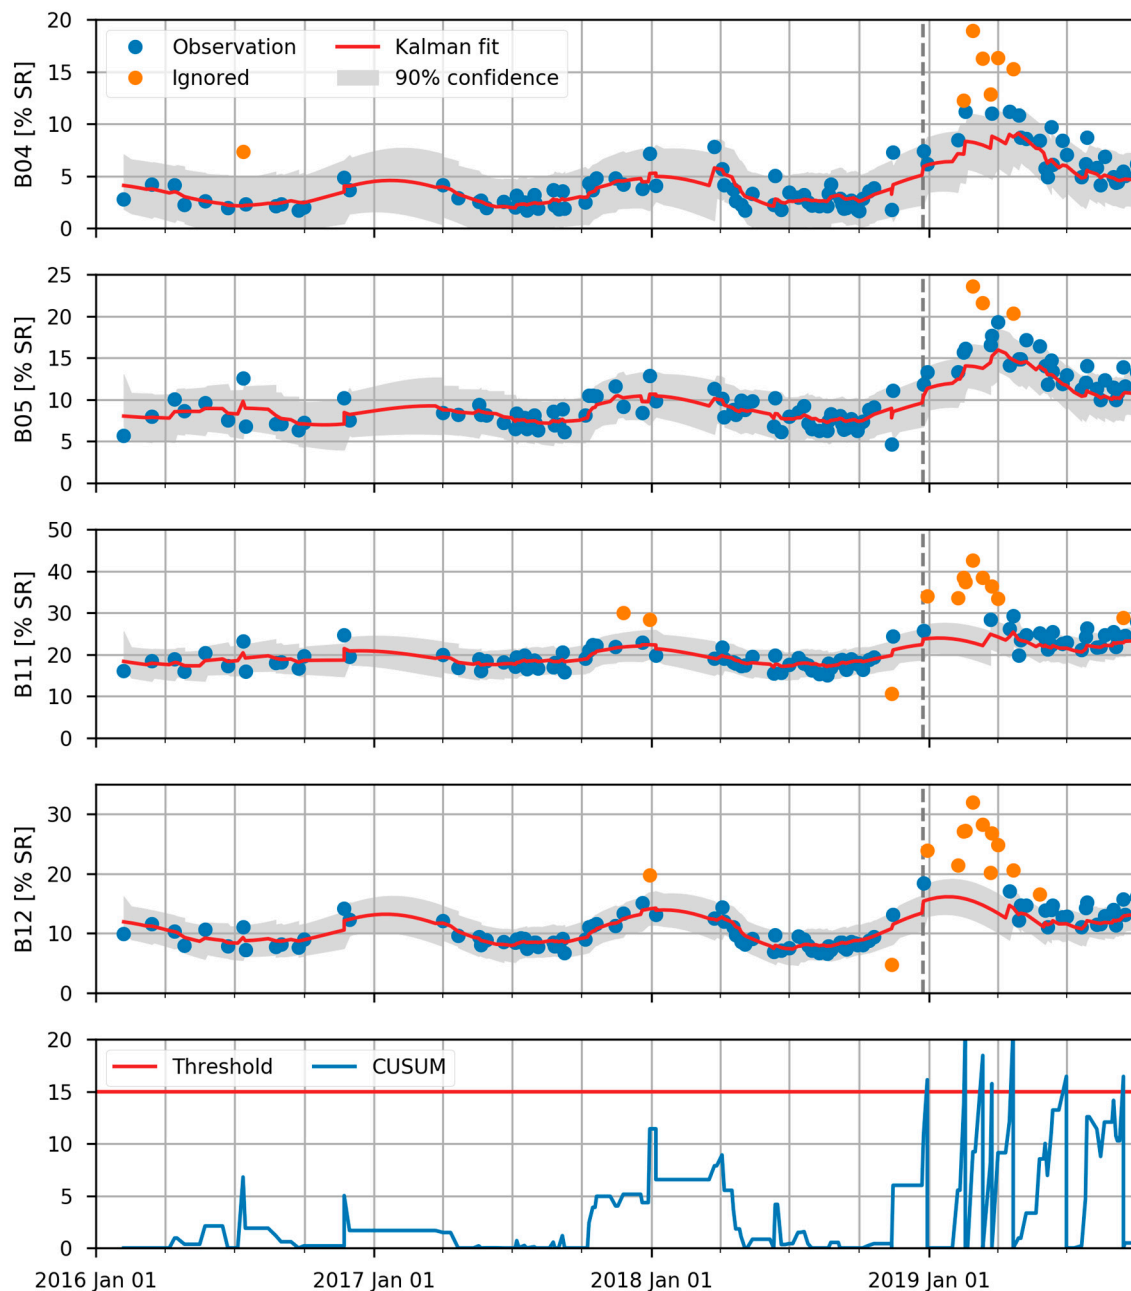 20
15
10
5
0
B04 [% SR]
Observation
Ignored
Kalman fit
90% confidence
25
20
15
10
5
0
B05 [% SR]
50
40
30
20
10
0
B11 [% SR]
30
20
10
0
B12 [% SR]
20
15
10
5
0
Threshold
CUSUM
2016 Jan 01
2017 Jan 01
2018 Jan 01
2019 Jan 01